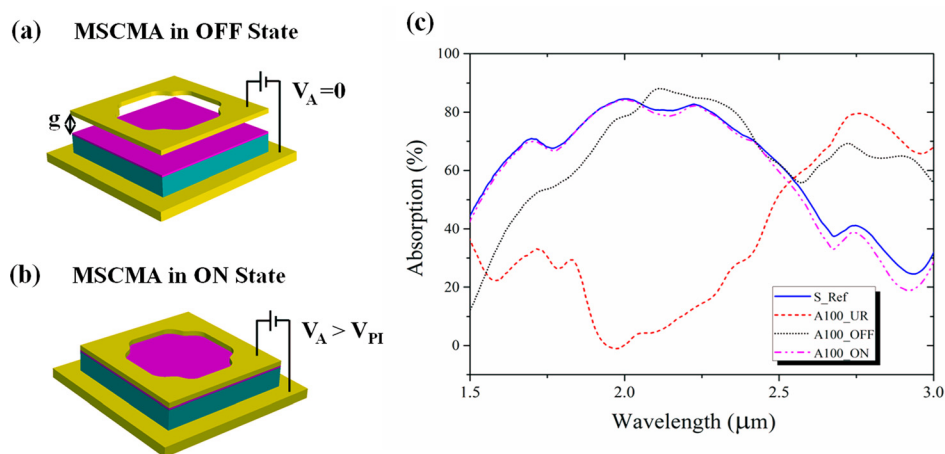 (a) MSCMA in OFF State
V_A=0
g
(b) MSCMA in ON State
V_A > V_PI
(c)
100
80
60
40
20
0
Absorption (%)
S_Ref
A100_UR
A100_OFF
A100_ON
1.5 2.0 2.5 3.0
Wavelength (μm)